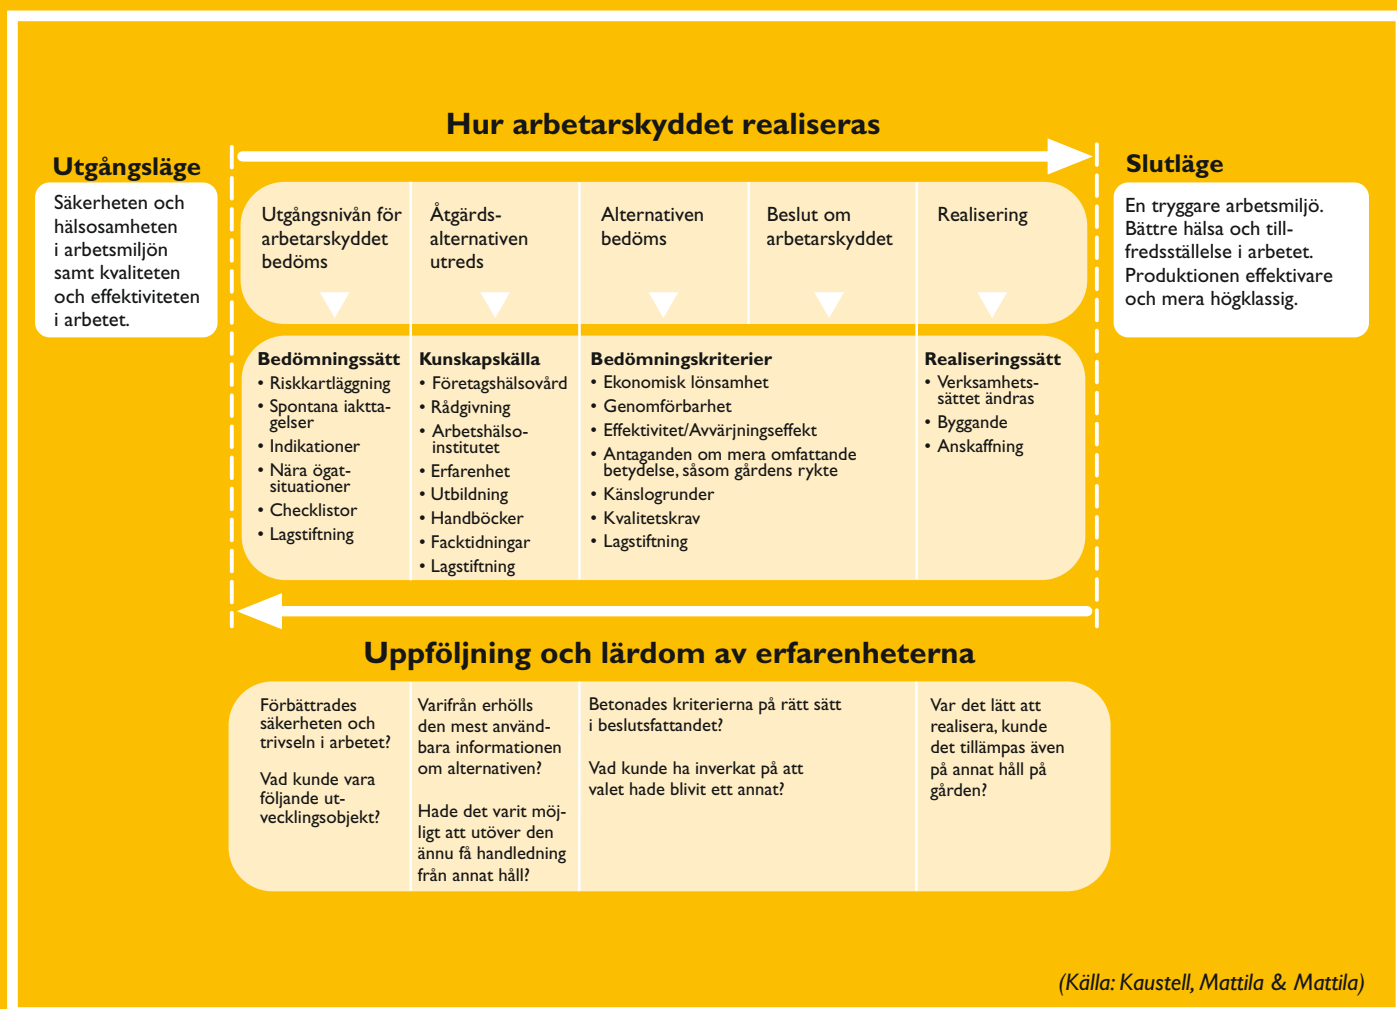 Hur arbetarskyddet realiseras
Utgångsläge
Säkerheten och
hälsosamheten
i arbetsmiljön
samt kvaliteten
och effektiviteten
i arbetet.
Utgångsnivån för
arbetarskyddet
bedöms
Åtgärds-
alternativen
utreds
Alternativen
bedöms
Beslut om
arbetarskyddet
Realisering
Slutläge
En tryggare arbetsmiljö.
Bättre hälsa och till-
fredsställelse i arbetet.
Produktionen effektivare
och mera högklassig.
Bedömningssätt
• Riskkartläggning
• Spontana iaktta-
gelser
• Indikationer
• Nära ögat-
situationer
• Checklistor
• Lagstiftning
Kunskapskälla
• Företagshälsovård
• Rådgivning
• Arbetshälso-
institutet
• Erfarenhet
• Utbildning
• Handböcker
• Facktidningar
• Lagstiftning
Bedömningskriterier
• Ekonomisk lönsamhet
• Genomförbarhet
• Effektivitet/Avvärjningseffekt
• Antaganden om mera omfattande
betydelse, såsom gårdens rykte
• Känslogrunder
• Kvalitetskrav
• Lagstiftning
Realiseringssätt
• Verksamhets-
sättet ändras
• Byggande
• Anskaffning
Uppföljning och lärdom av erfarenheterna
Förbättrades
säkerheten och
trivseln i arbetet?
Vad kunde vara
följande ut-
vecklingsobjekt?
Varifrån erhölls
den mest använd-
bara informationen
om alternativen?
Hade det varit möj-
ligt att utöver den
ännu få handledning
från annat håll?
Betonades kriterierna på rätt sätt
i beslutsfattandet?
Vad kunde ha inverkat på att
valet hade blivit ett annat?
Var det lätt att
realisera, kunde
det tillämpas även
på annat håll på
gården?
(Källa: Kaustell, Mattila & Mattila)